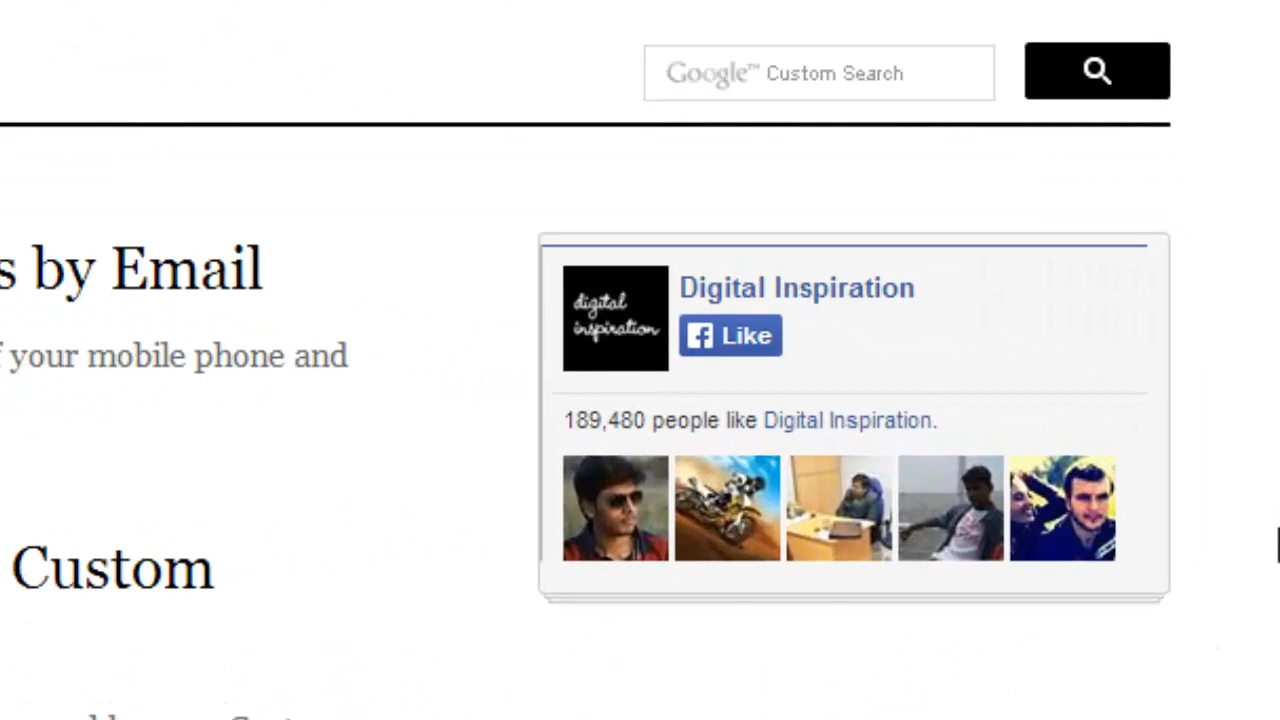 Google™ Custom Search
s by Email
your mobile phone and
digital
inspiration
Digital Inspiration
Like
189,480 people like Digital Inspiration.
Custom